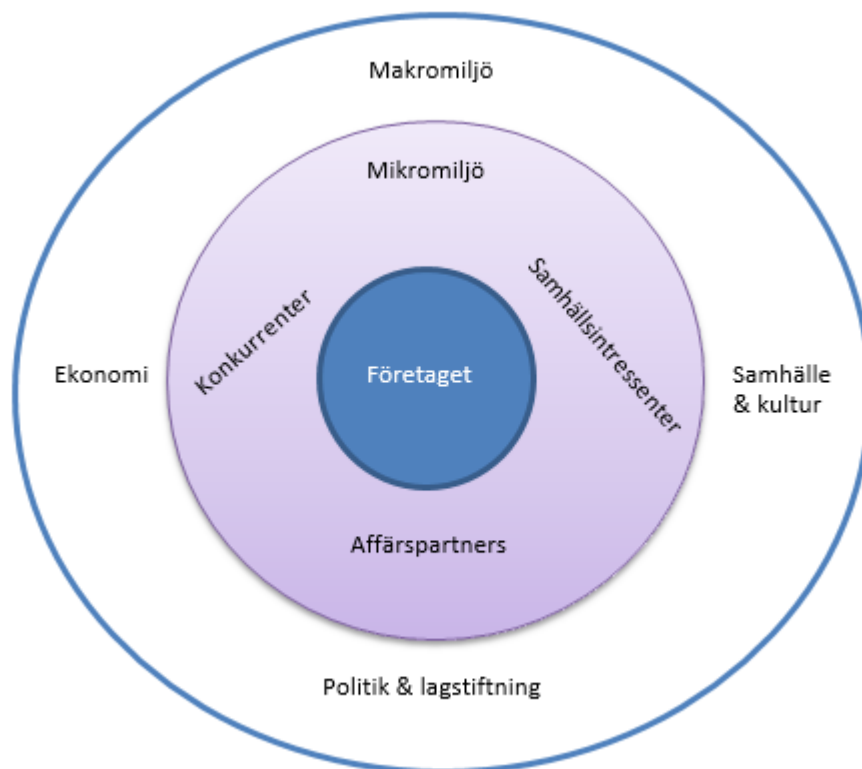 Makromiljö
Mikromiljö
Konkurrenter
Samhällsintressenter
Ekonomi
Företaget
Samhälle
& kultur
Affärspartners
Politik & lagstiftning